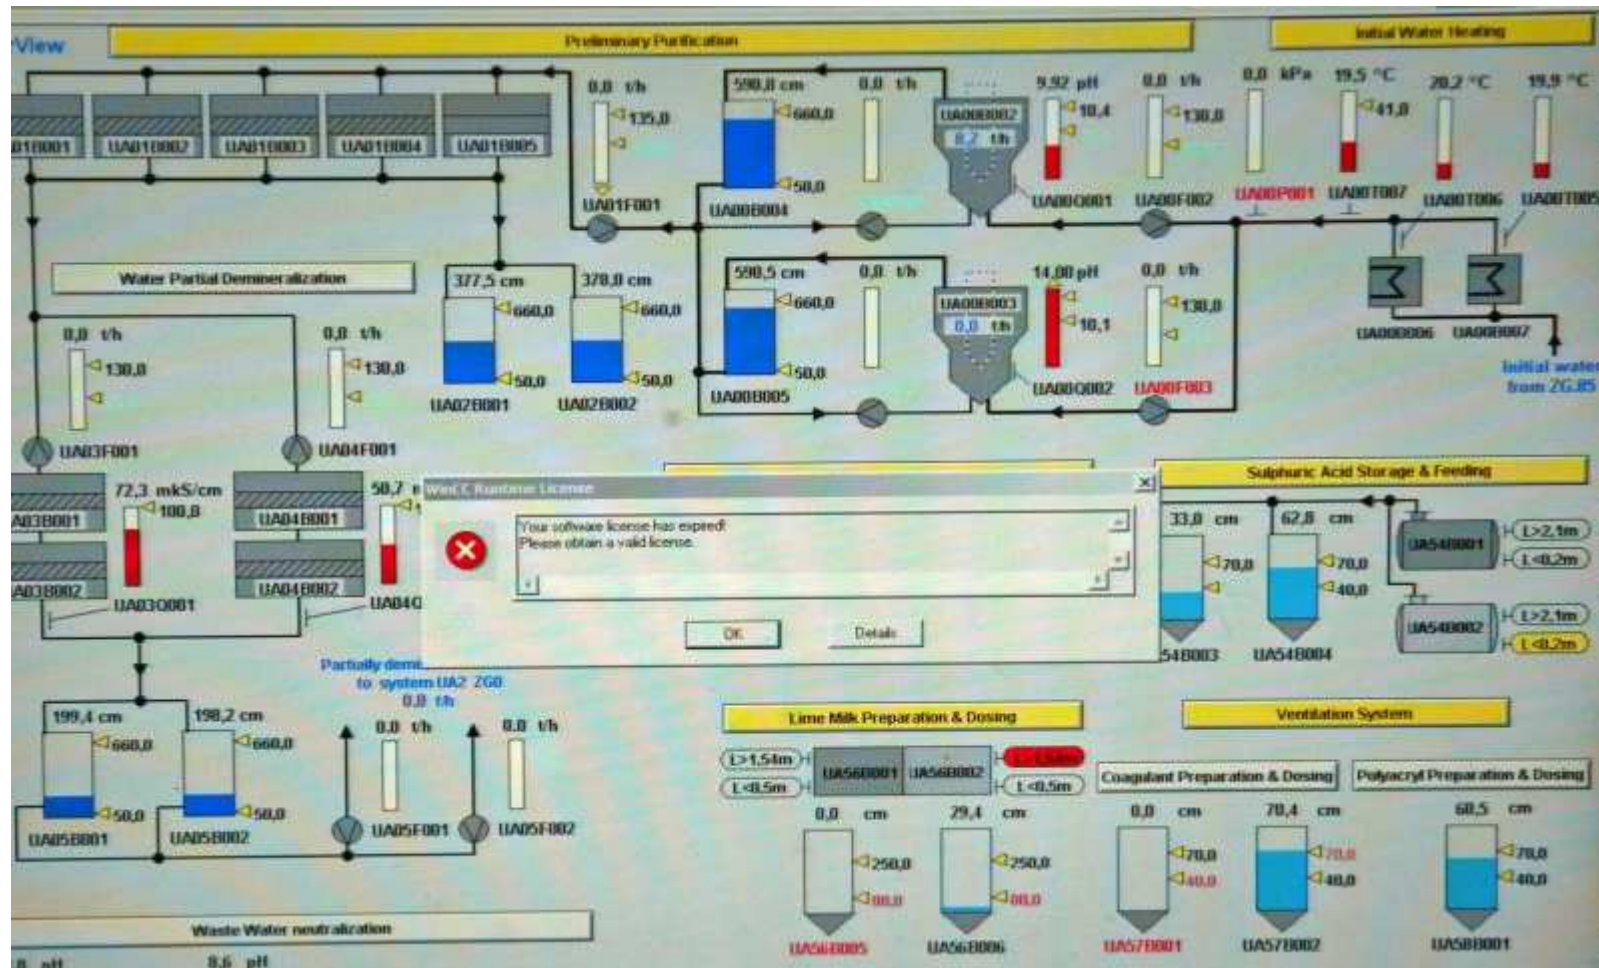 View
Preliminary Purification
Initial Water Heating
0,0 t/h
135,0
UA01F001
590,8 cm
660,0
50,0
UA00B004
0,0 t/h
UA00B002
0,2 t/h
9,92 pH
10,4
UA00Q001
0,0 t/h
130,0
UA00F002
0,0 kPa
UA00P001
19,5 °C
41,0
UA00T007
20,2 °C
UA00T006
19,9 °C
UA00T005
01B001
UA01B002
UA01B003
UA01B004
UA01B005
Water Partial Demineralization
377,5 cm
660,0
50,0
UA02B001
378,0 cm
660,0
50,0
UA02B002
590,5 cm
660,0
50,0
UA00B005
0,0 t/h
UA00B003
0,0 t/h
14,00 pH
10,1
UA00Q002
0,0 t/h
130,0
UA00F003
UA00B006
UA00B007
Initial water
from ZG.85
0,0 t/h
130,0
UA03F001
0,0 t/h
130,0
UA04F001
72,3 mkS/cm
100,0
A03B001
A03B002
UA03Q001
UA04B001
UA04B002
50,7
UA04Q
WinCC Runtime License
Your software license has expired!
Please obtain a valid license.
OK
Details
Sulphuric Acid Storage & Feeding
33,0 cm
70,0
54B003
62,8 cm
70,0
40,0
UA54B004
UA54B001
L>2,1m
L<0,2m
UA54B002
L>2,1m
L<0,2m
Partially demi
to system UA2 ZG0
0,0 t/h
199,4 cm
660,0
50,0
UA05B001
198,2 cm
660,0
50,0
UA05B002
0,0 t/h
UA05F001
0,0 t/h
UA05F002
Lime Milk Preparation & Dosing
L>1,54m
L<0,5m
UA56B001
UA56B002
L<0,5m
0,0 cm
250,0
80,0
UA56B005
29,4 cm
250,0
80,0
UA56B006
Ventilation System
Coagulant Preparation & Dosing
Polyacryl Preparation & Dosing
0,0 cm
70,0
40,0
UA57B001
70,4 cm
70,0
40,0
UA57B002
60,5 cm
70,0
40,0
UA58B001
Waste Water neutralization
pH
8,6 pH